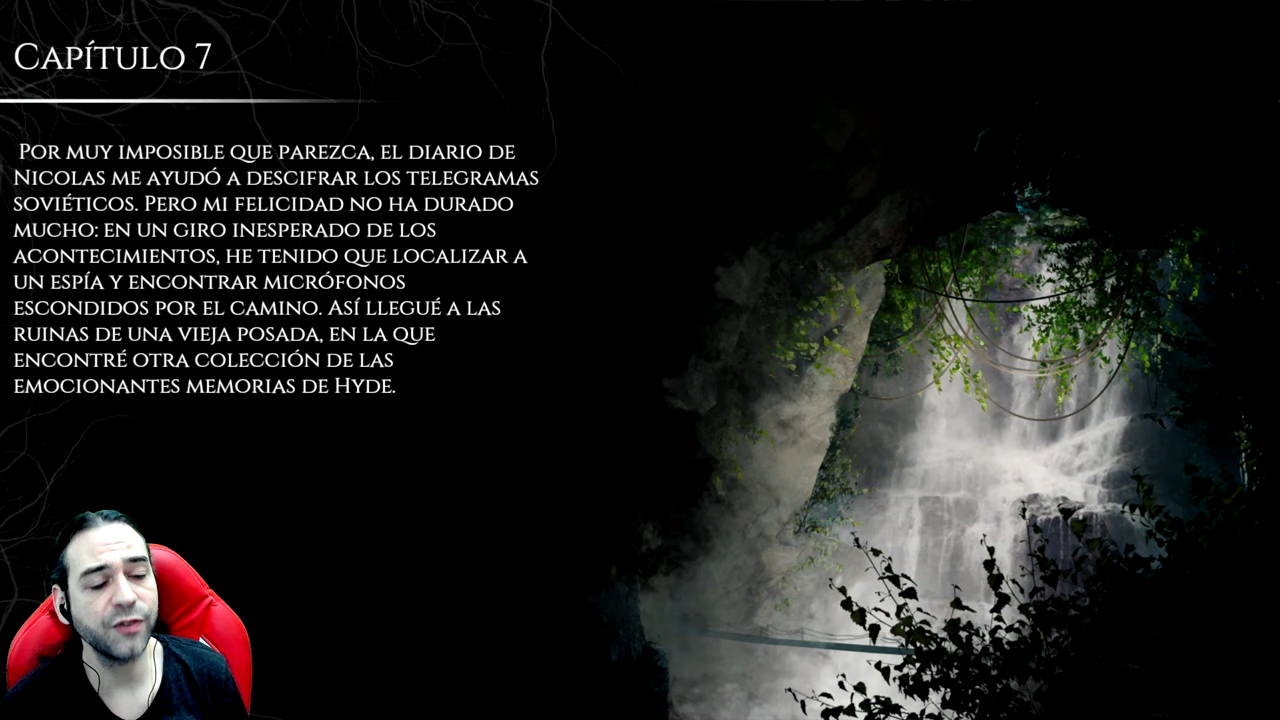 Capítulo 7
Por muy imposible que parezca, el diario de
Nicolas me ayudó a descifrar los telegramas
soviéticos. Pero mi felicidad no ha durado
mucho: en un giro inesperado de los
acontecimientos, he tenido que localizar a
un espía y encontrar micrófonos
escondidos por el camino. Así llegué a las
ruinas de una vieja posada, en la que
encontré otra colección de las
emocionantes memorias de Hyde.